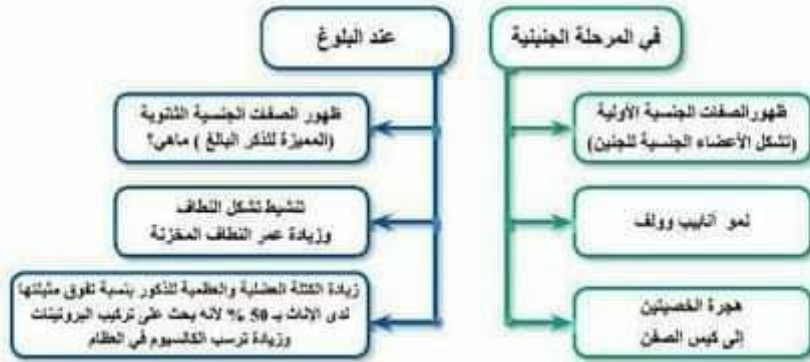 في المرحلة الجنينية
ظهور الصفات الجنسية الأولية
(تشكل الأعضاء الجنسية للجنين)
نمو أنابيب وولف
هجرة الخصيتين
إلى كيس الصفن
عند البلوغ
ظهور الصفات الجنسية الثانوية
(المميزة للذكر البالغ) ماهي؟
تنشيط تشكل النطاف
وزيادة عمر النطاف المخزنة
زيادة الكتلة العضلية والعظمية للذكور بنسبة تفوق مثيلتها
لدى الإناث بـ 50 % لأنه يحث على تركيب البروتينات
وزيادة ترسب الكالسيوم في العظام